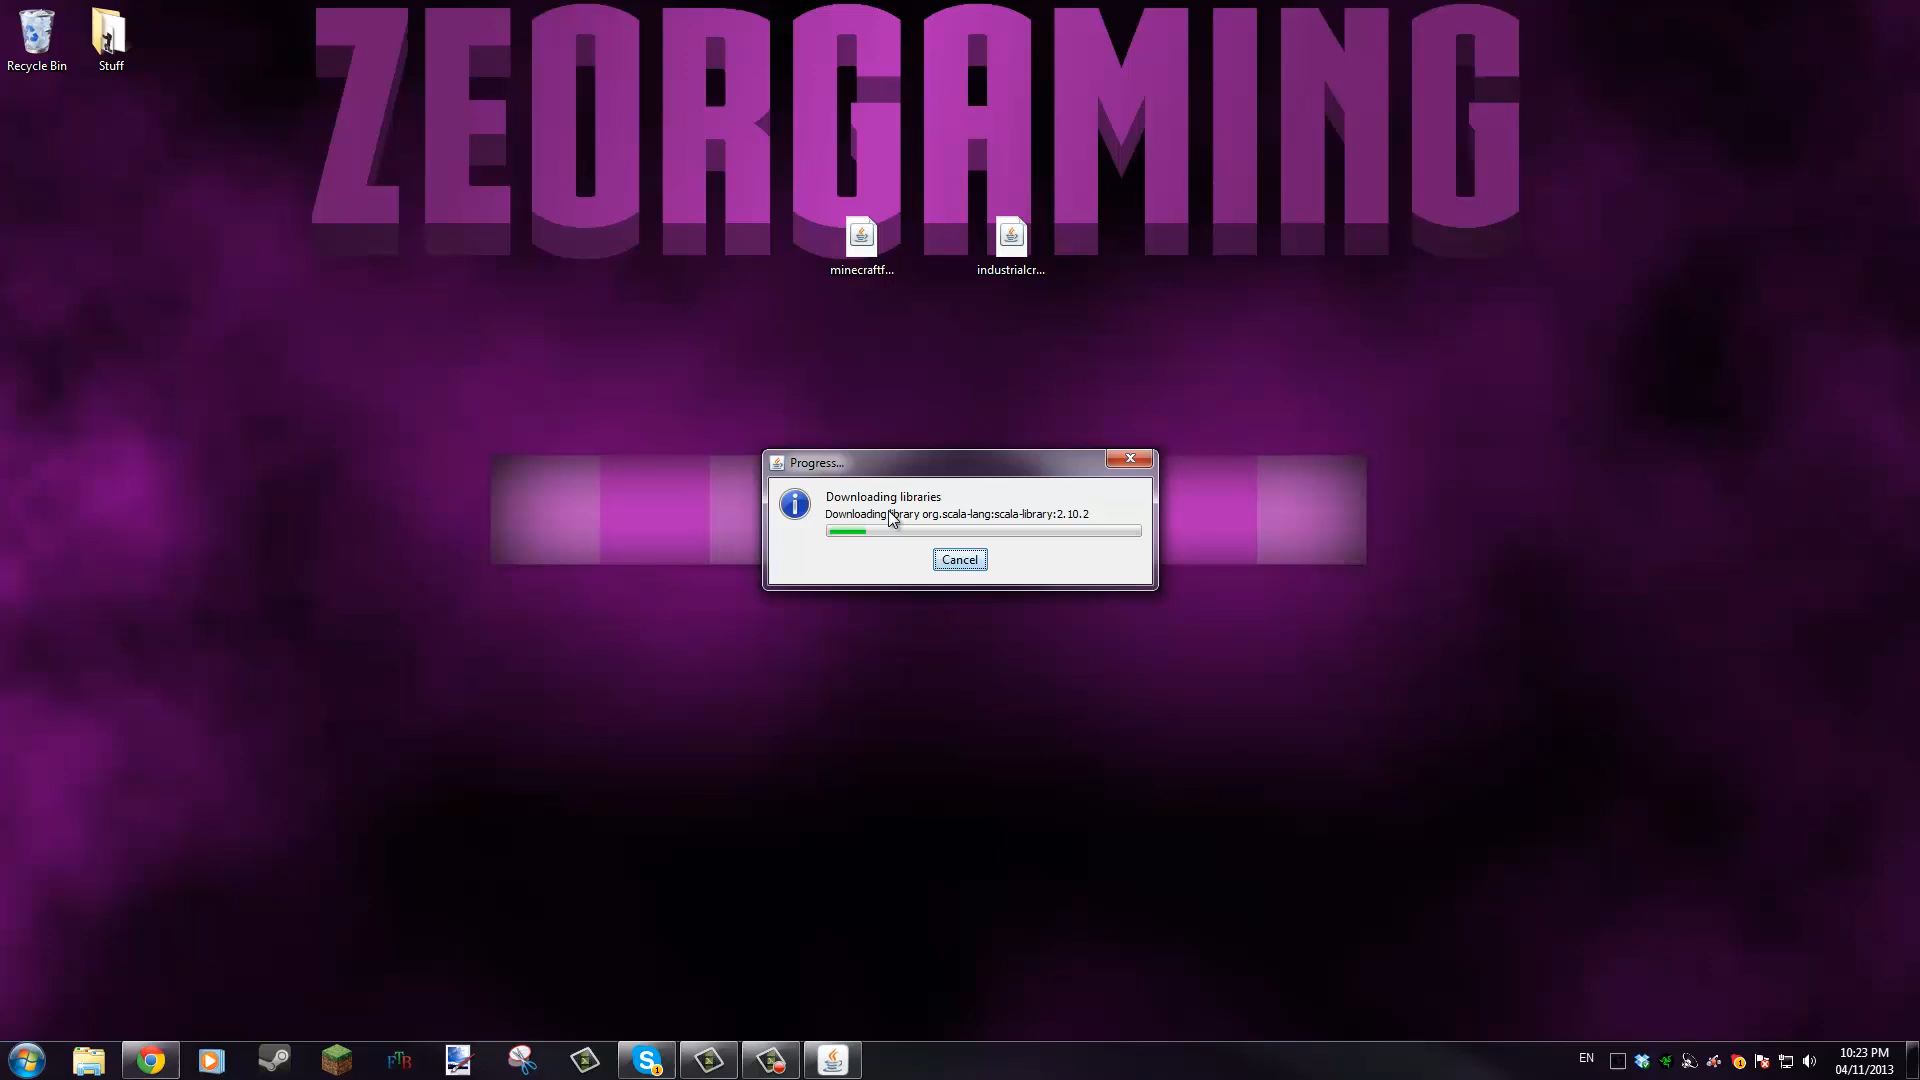 ZEORGAMING
Recycle Bin
Stuff
minecraftf...
industrialcr...
Progress...
Downloading libraries
Downloading library org.scala-lang:scala-library:2.10.2
Cancel
FTB
EN
10:23 PM
04/11/2013